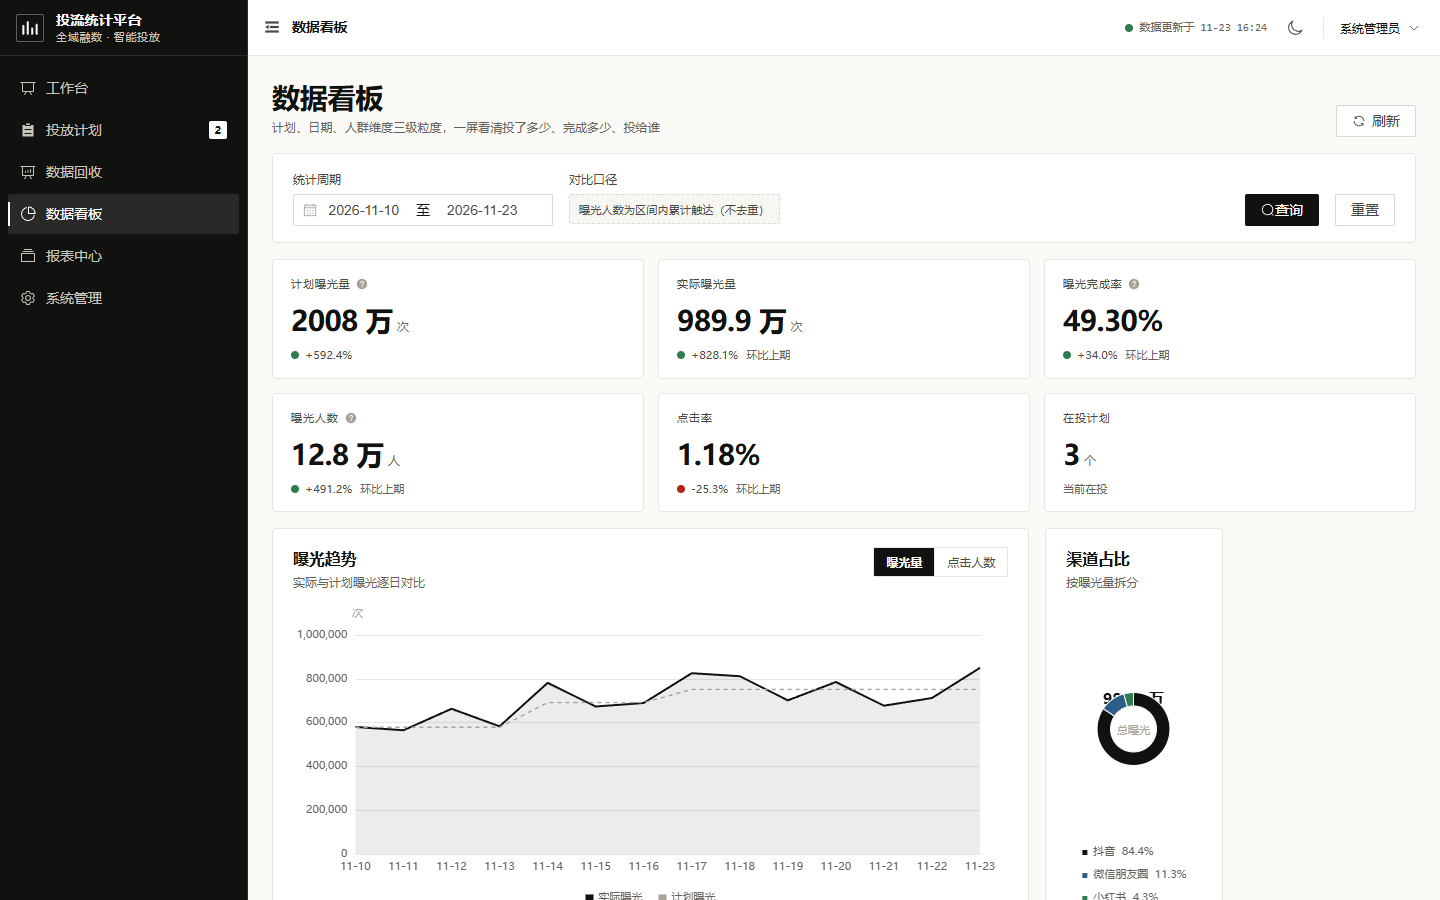 投流统计平台
全域融数 · 智能投放
工作台
投放计划 2
数据回收
数据看板
报表中心
系统管理
数据看板
数据更新于 11-23 16:24
系统管理员
数据看板
计划、日期、人群维度三级粒度，一屏看清投了多少、完成多少、投给谁
刷新
统计周期
2026-11-10 至 2026-11-23
对比口径
曝光人数为区间内累计触达（不去重）
查询
重置
计划曝光量
2008 万 次
+592.4%
实际曝光量
989.9 万 次
+828.1% 环比上期
曝光完成率
49.30%
+34.0% 环比上期
曝光人数
12.8 万 人
+491.2% 环比上期
点击率
1.18%
-25.3% 环比上期
在投计划
3 个
当前在投
曝光趋势
实际与计划曝光逐日对比
曝光量 点击人数
次
1,000,000
800,000
600,000
400,000
200,000
0
11-10 11-11 11-12 11-13 11-14 11-15 11-16 11-17 11-18 11-19 11-20 11-21 11-22 11-23
实际曝光 计划曝光
渠道占比
按曝光量拆分
万
总曝光
抖音 84.4%
微信朋友圈 11.3%
小红书 4.3%